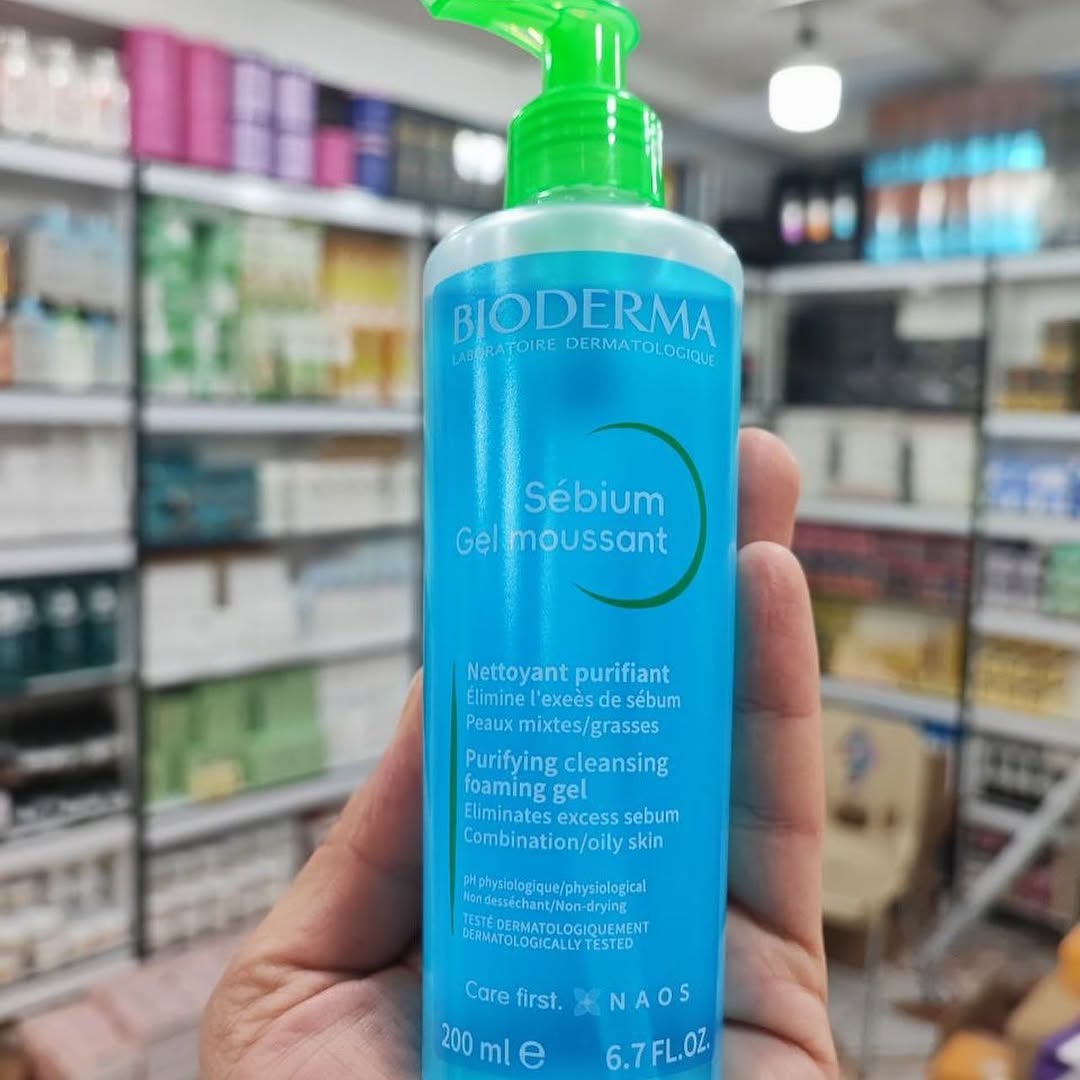 BIODERMA
LABORATOIRE DERMATOLOGIQUE
Sébium
Gel moussant
Nettoyant purifiant
Élimine l'exeès de sébum
Peaux mixtes/grasses
Purifying cleansing
foaming gel
Eliminates excess sebum
Combination/oily skin
pH physiologique/physiological
Non desséchant/Non-drying
TESTÉ DERMATOLOGIQUEMENT
DERMATOLOGICALLY TESTED
Care first. NAOS
200 ml e 6.7 FL.OZ.